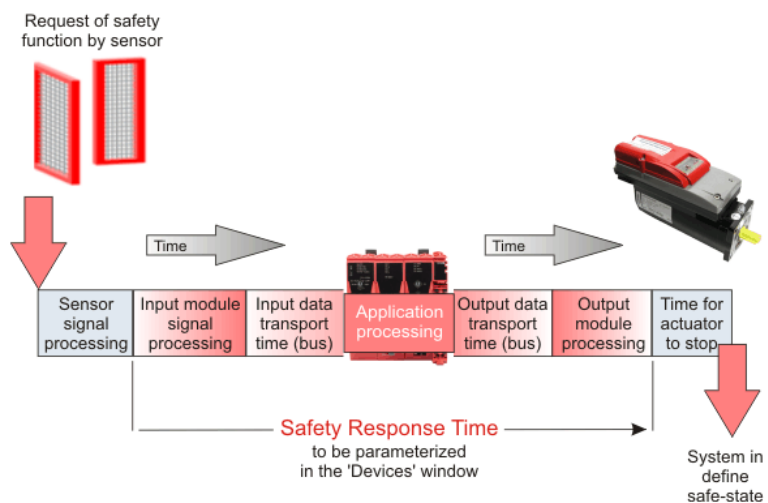 Request of safety
function by sensor
Time
Time
Sensor
signal
processing
Input module
signal
processing
Input data
transport
time (bus)
Application
processing
Output data
transport
time (bus)
Output
module
processing
Time for
actuator
to stop
Safety Response Time
to be parameterized
in the 'Devices' window
System in
define
safe-state